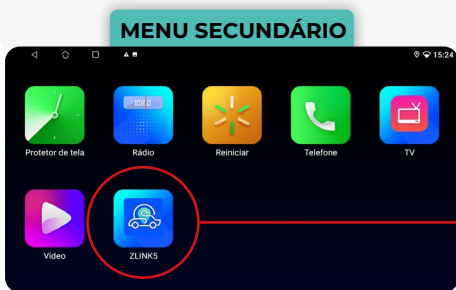 MENU SECUNDÁRIO
15:24
108.0
Protetor de tela
Rádio
Reiniciar
Telefone
TV
Vídeo
ZLINK5